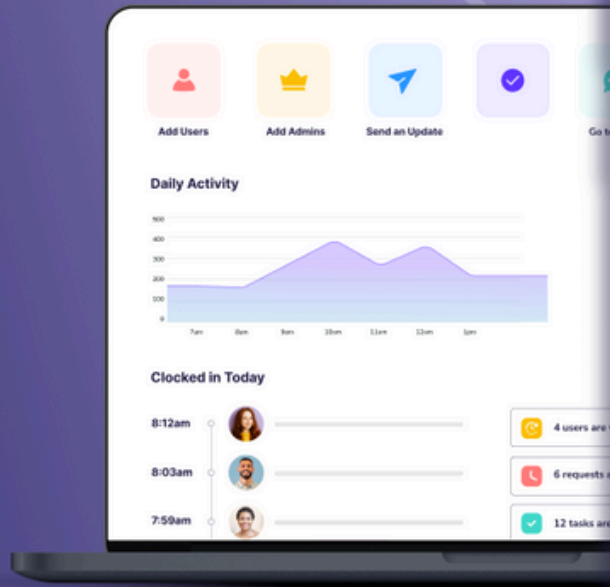 Add Users
Add Admins
Send an Update
Go to
Daily Activity
500
400
300
200
100
0
7am
8am
9am
10am
11am
12am
1pm
Clocked in Today
8:12am
4 users are
8:03am
6 requests a
7:59am
12 tasks are